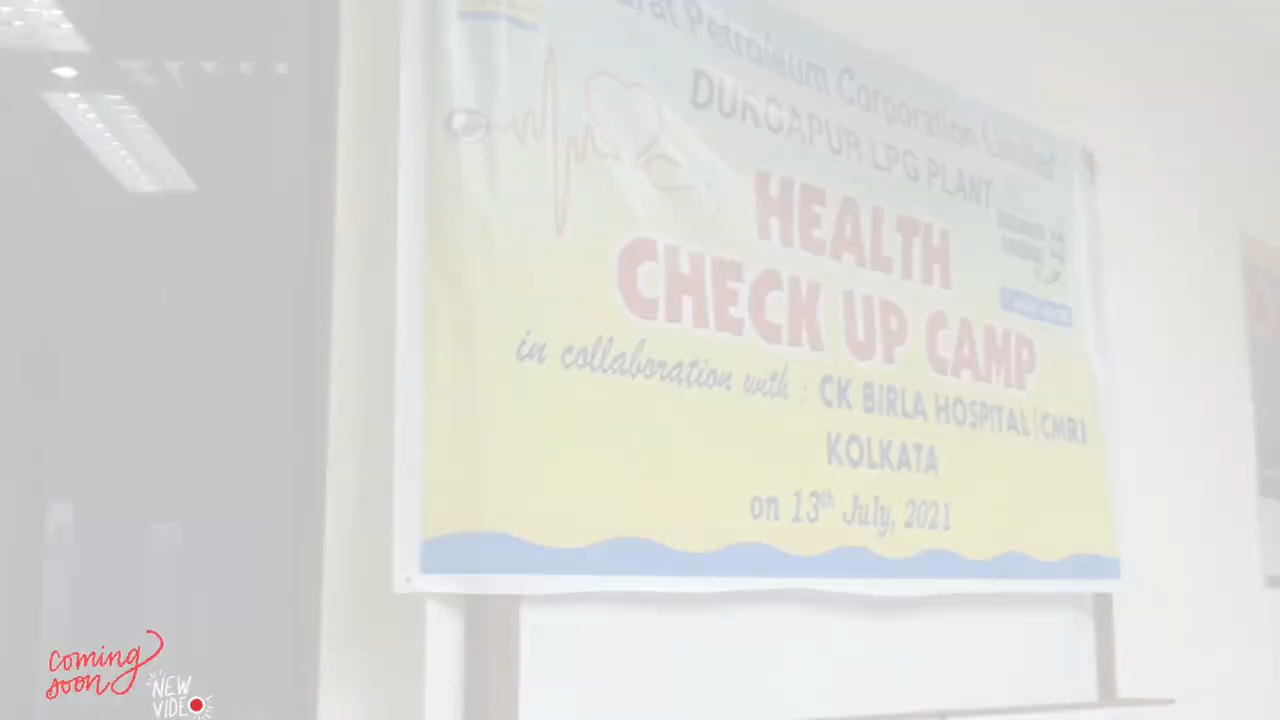 Petroleum Corporation Limited
DURGAPUR LPG PLANT
HEALTH
CHECK UP CAMP
in collaboration with : CK BIRLA HOSPITAL | CMRI
KOLKATA
on 13th July, 2021
coming
soon
NEW
VIDEO